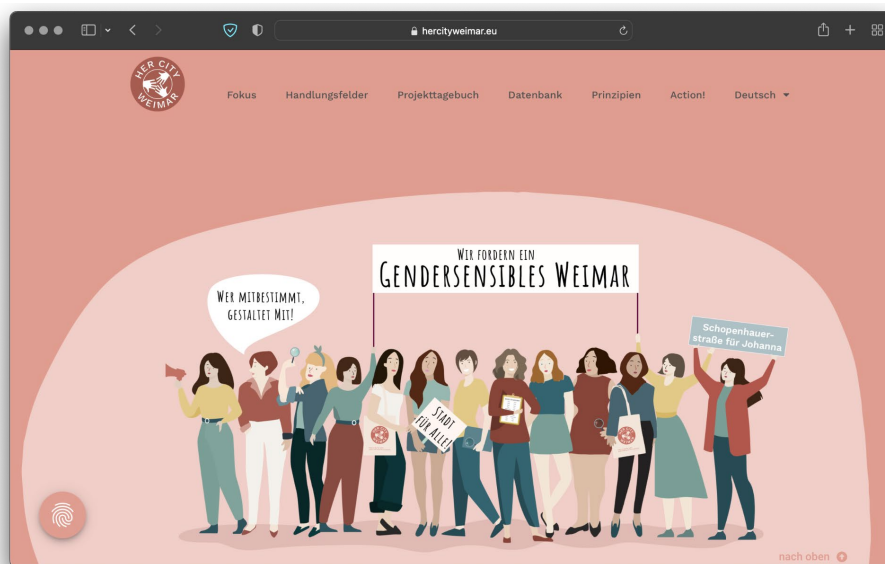 hercityweimar.eu
HER CITY
WEIMAR
Fokus Handlungsfelder Projekttagebuch Datenbank Prinzipien Action! Deutsch
Wir fordern ein
Gendersensibles Weimar
Wer mitbestimmt,
gestaltet Mit!
Schopenhauer-
straße für Johanna
Stadt
für Alle!
nach oben